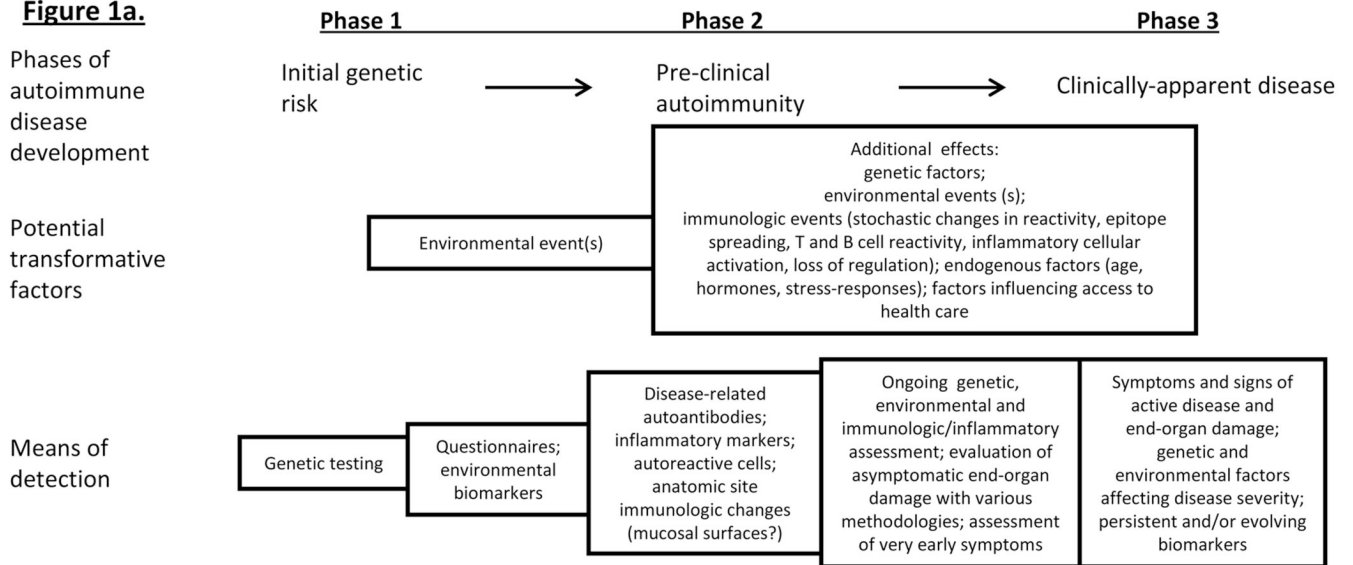 Figure 1a.
Phase 1
Phase 2
Phase 3
Phases of
autoimmune
disease
development
Initial genetic
risk
Pre-clinical
autoimmunity
Clinically-apparent disease
Potential
transformative
factors
Environmental event(s)
Additional effects:
genetic factors;
environmental events (s);
immunologic events (stochastic changes in reactivity, epitope
spreading, T and B cell reactivity, inflammatory cellular
activation, loss of regulation); endogenous factors (age,
hormones, stress-responses); factors influencing access to
health care
Means of
detection
Genetic testing
Questionnaires;
environmental
biomarkers
Disease-related
autoantibodies;
inflammatory markers;
autoreactive cells;
anatomic site
immunologic changes
(mucosal surfaces?)
Ongoing genetic,
environmental and
immunologic/inflammatory
assessment; evaluation of
asymptomatic end-organ
damage with various
methodologies; assessment
of very early symptoms
Symptoms and signs of
active disease and
end-organ damage;
genetic and
environmental factors
affecting disease severity;
persistent and/or evolving
biomarkers